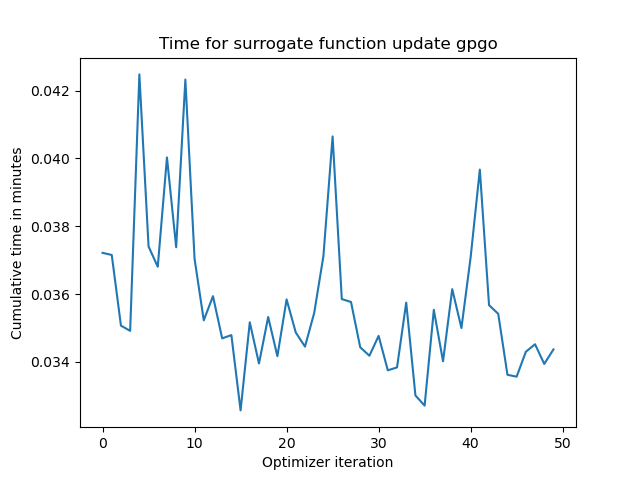 Time for surrogate function update gpgo
Cumulative time in minutes
0.042
0.040
0.038
0.036
0.034
0 10 20 30 40 50
Optimizer iteration